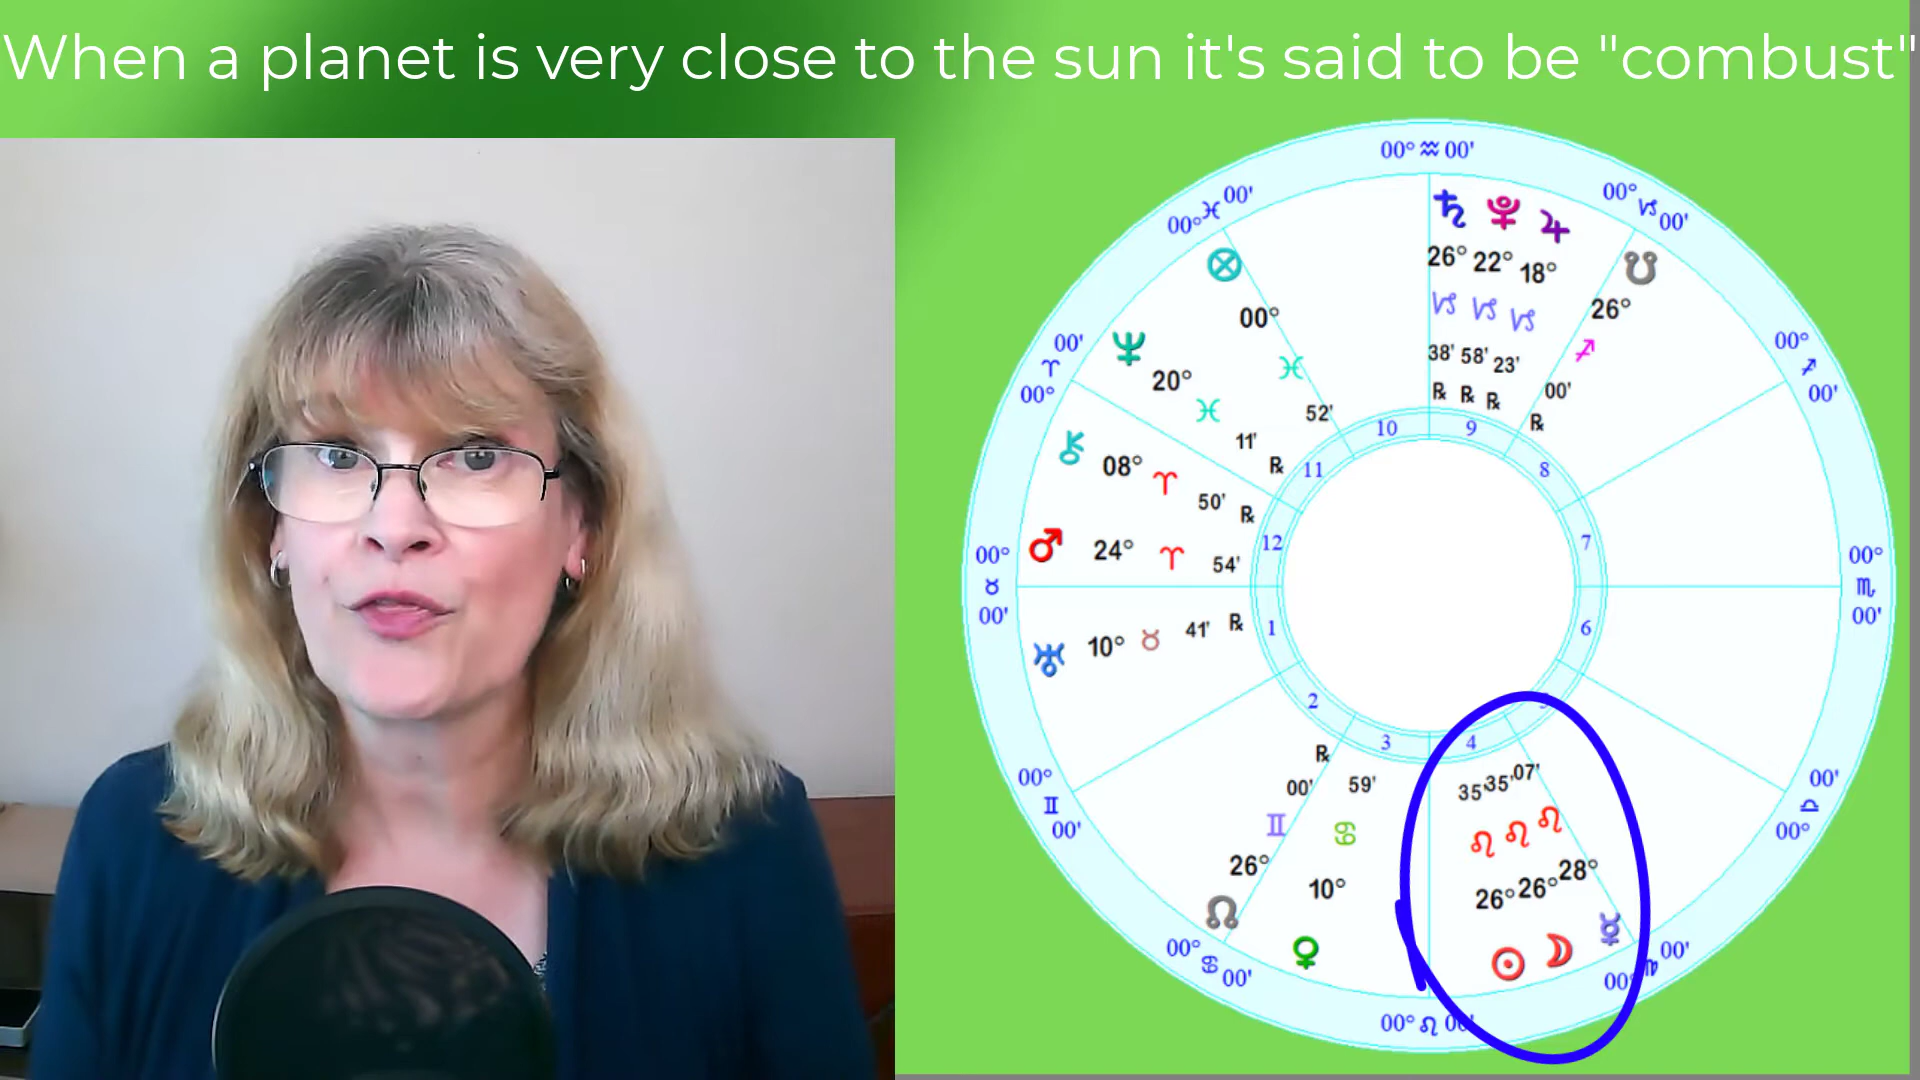 When a planet is very close to the sun it's said to be "combust"
00° ♒ 00'
00° ♓ 00'
00° ♑ 00'
♄ ♇ ♃
26° 22° 18°
♑ ♑ ♑
38' 58' 23'
℞ ℞ ℞
☋ 26° ♐ 00' ℞
⊗ 00° ♓ 52'
♆ 20° ♓ 11' ℞
00' ♈ 00°
00° ♐ 00'
⚷ 08° ♈ 50' ℞
♂ 24° ♈ 54'
00° ♉ 00'
00° ♏ 00'
♅ 10° ♉ 41' ℞
10 9
11 8
12 7
1 6
2
3 4
00° ♊ 00'
00' ♎ 00°
℞ 00' ♊ 26° ☊
59' ♋ 10° ♀
35' 35' 07'
♌ ♌ ♌
26° 26° 28°
☉ ☽ ☿
00° ♋ 00'
00° ♍ 00'
00° ♌ 00'